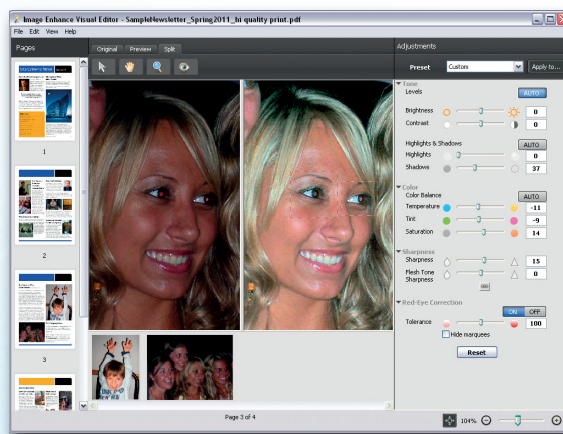 Image Enhance Visual Editor - SampleNewsletter_Spring2011_hi quality print.pdf
File Edit View Help
Pages
Original Preview Split
Adjustments
Preset Custom Apply to...
Tone
Levels AUTO
Brightness 0
Contrast 0
Highlights & Shadows AUTO
Highlights 0
Shadows 37
Color
Color Balance AUTO
Temperature -11
Tint -9
Saturation 14
Sharpness
Sharpness 15
Flesh Tone 0
Sharpness
Red-Eye Correction
ON OFF
Tolerance 100
Hide marquees
Reset
1
2
3
Page 3 of 4
104%